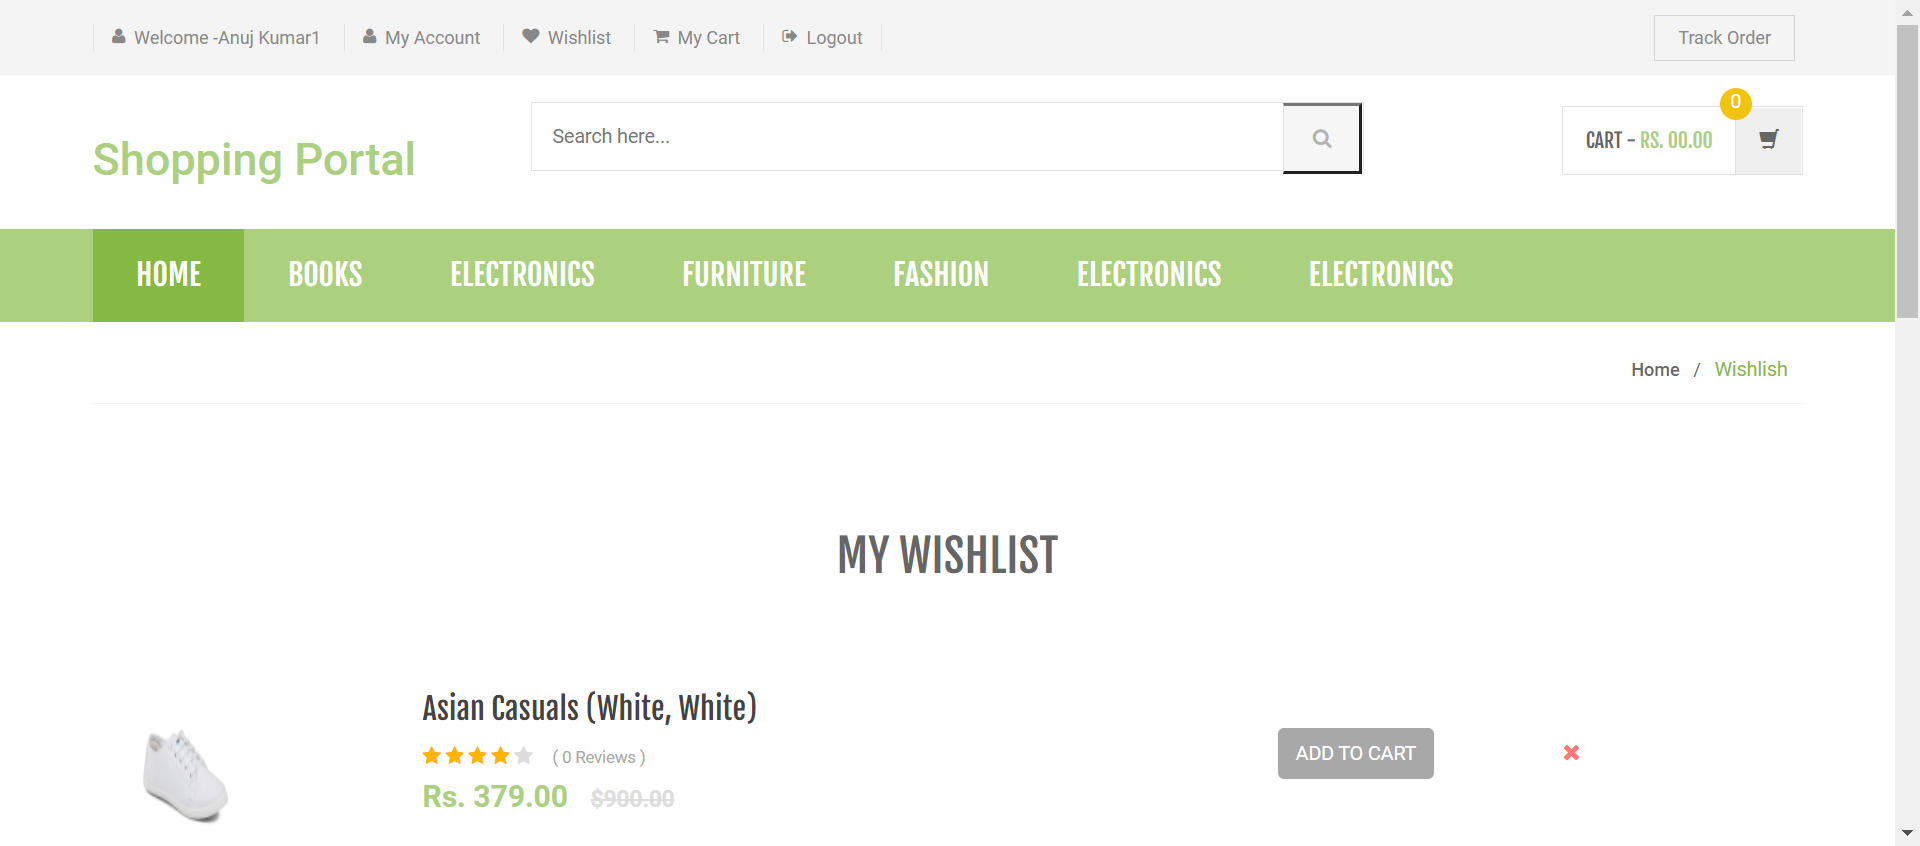 Welcome -Anuj Kumar1
My Account
Wishlist
My Cart
Logout
Track Order
Shopping Portal
Search here...
CART - RS. 00.00
0
HOME
BOOKS
ELECTRONICS
FURNITURE
FASHION
ELECTRONICS
ELECTRONICS
Home / Wishlish
MY WISHLIST
Asian Casuals (White, White)
( 0 Reviews )
Rs. 379.00 $900.00
ADD TO CART